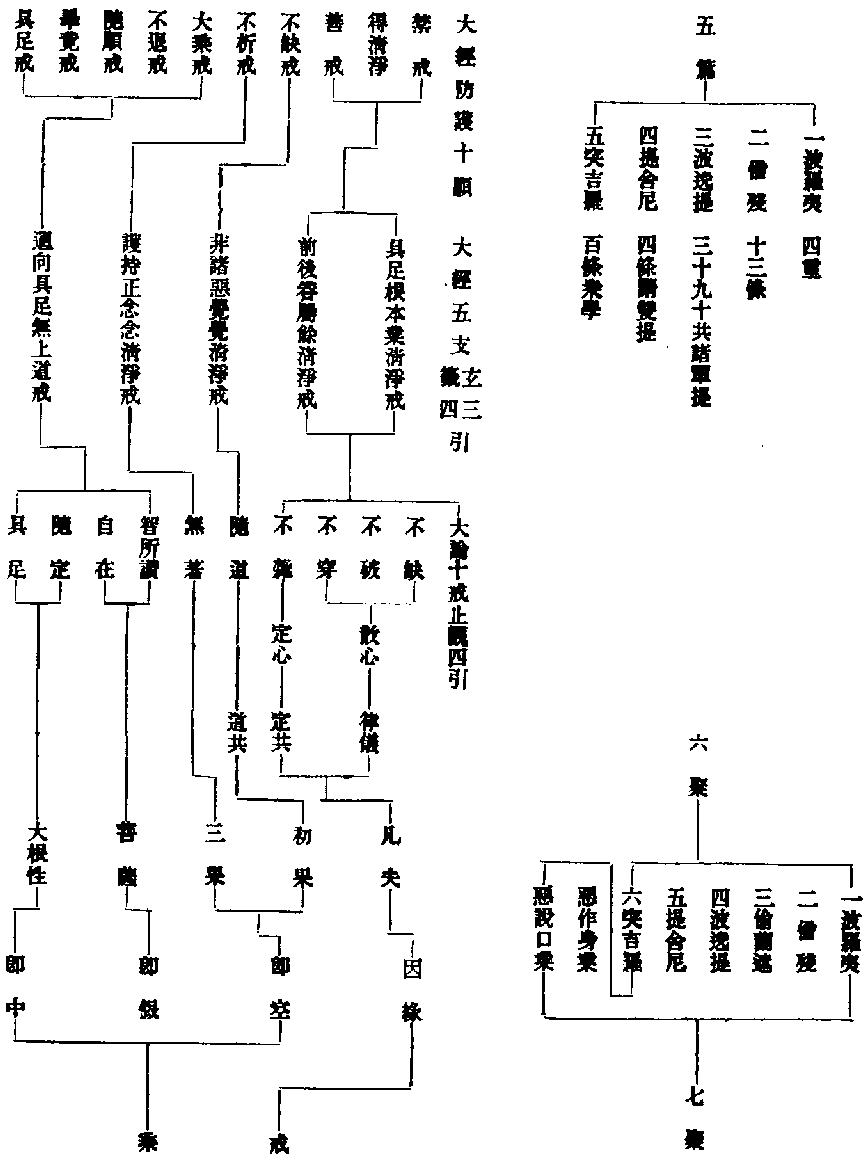 五篇
一波羅夷 四重
二僧殘 十三條
三波逸提 三十九十共諸單提
四提舍尼 四條關雙提
五突吉羅 百條衆學
六聚
一波羅夷
二僧殘
三偷蘭遮
四波逸提
五提舍尼
六突吉羅
惡作身業
惡說口業
七聚
大經防護十願
禁戒
得清淨
善戒
不缺戒
不析戒
大乘戒
不退戒
隨順戒
畢竟戒
具足戒
大經五支
玄三
籤四
引
具足根本業清淨戒
前後眷屬餘清淨戒
非諸惡覺覺清淨戒
護持正念念清淨戒
迴向具足無上道戒
大論十戒止觀四引
不缺
不破
不穿
不雜
隨道
無著
智所讚
自在
隨定
具足
散心
律儀
定心
定共
道共
凡夫
初果
三果
菩薩
大根性
因緣
即空
即假
即中
戒
乘